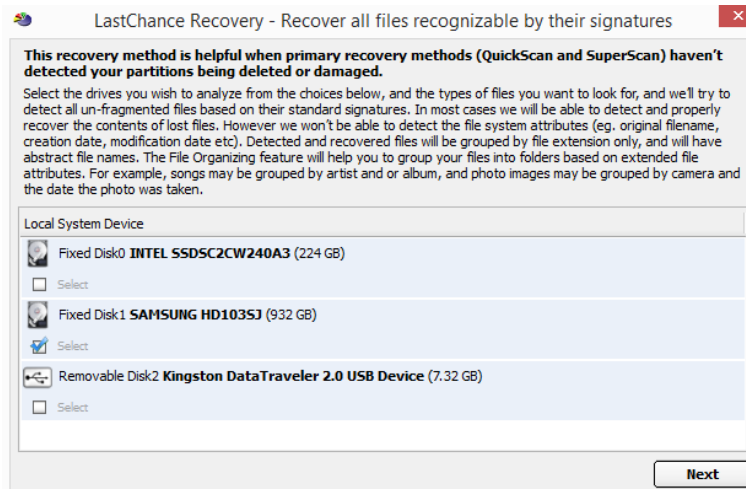 LastChance Recovery - Recover all files recognizable by their signatures
This recovery method is helpful when primary recovery methods (QuickScan and SuperScan) haven't
detected your partitions being deleted or damaged.
Select the drives you wish to analyze from the choices below, and the types of files you want to look for, and we'll try to
detect all un-fragmented files based on their standard signatures. In most cases we will be able to detect and properly
recover the contents of lost files. However we won't be able to detect the file system attributes (eg. original filename,
creation date, modification date etc). Detected and recovered files will be grouped by file extension only, and will have
abstract file names. The File Organizing feature will help you to group your files into folders based on extended file
attributes. For example, songs may be grouped by artist and or album, and photo images may be grouped by camera and
the date the photo was taken.
Local System Device
Fixed Disk0 INTEL SSDSC2CW240A3 (224 GB)
Select
Fixed Disk1 SAMSUNG HD103SJ (932 GB)
Select
Removable Disk2 Kingston DataTraveler 2.0 USB Device (7.32 GB)
Select
Next